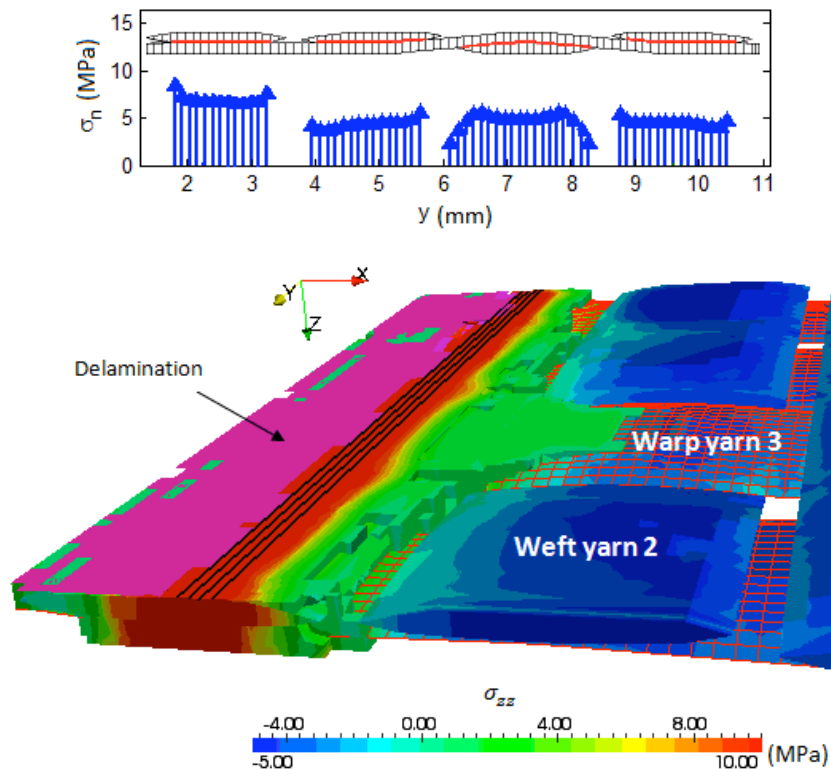 15
10
5
0
σn (MPa)
2 3 4 5 6 7 8 9 10 11
y (mm)
X
Y
Z
Delamination
Warp yarn 3
Weft yarn 2
σzz
-4.00 0.00 4.00 8.00
-5.00 10.00 (MPa)